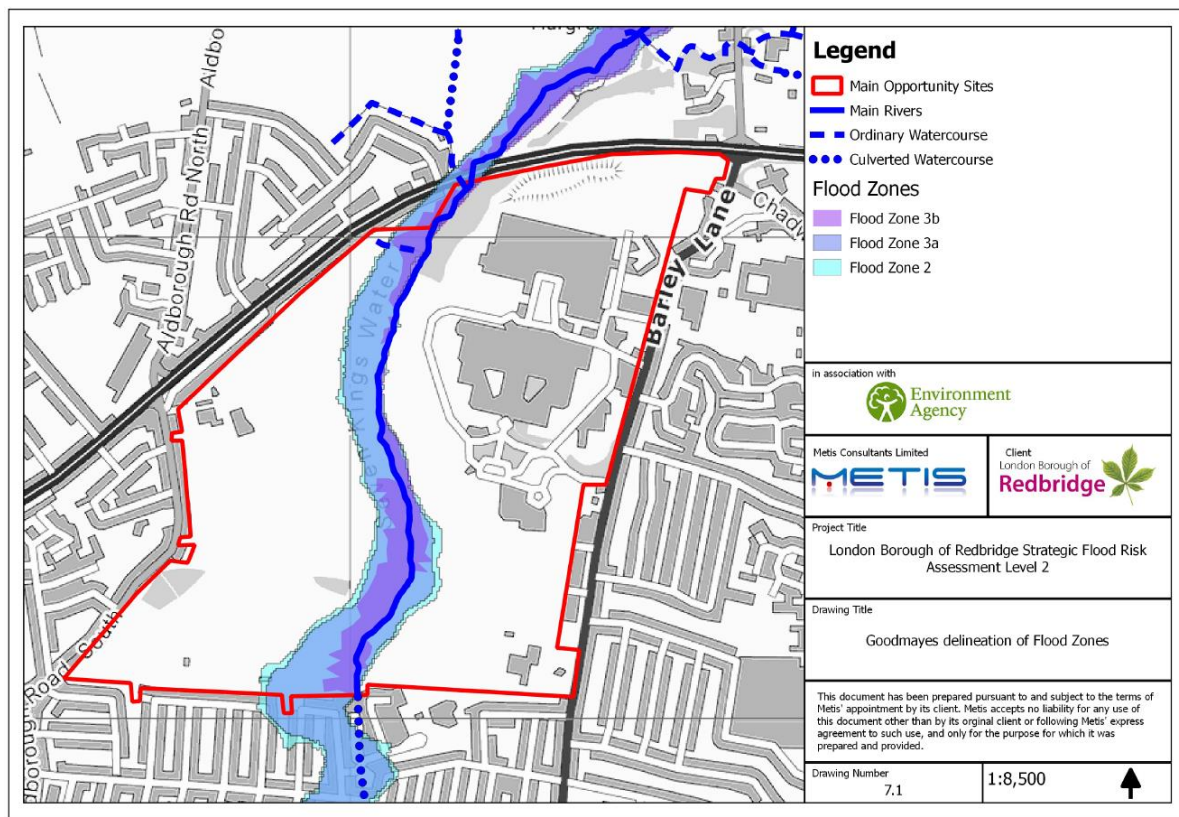 Aldborough Rd North
Barley Lane
Legend
Main Opportunity Sites
Main Rivers
Ordinary Watercourse
Culverted Watercourse
Flood Zones
Flood Zone 3b
Flood Zone 3a
Flood Zone 2
in association with
Environment
Agency
Metis Consultants Limited
METIS
Client
London Borough of
Redbridge
Project Title
London Borough of Redbridge Strategic Flood Risk
Assessment Level 2
Drawing Title
Goodmayes delineation of Flood Zones
This document has been prepared pursuant to and subject to the terms of
Metis' appointment by its client. Metis accepts no liability for any use of
this document other than by its orginal client or following Metis' express
agreement to such use, and only for the purpose for which it was
prepared and provided.
Drawing Number
7.1
1:8,500